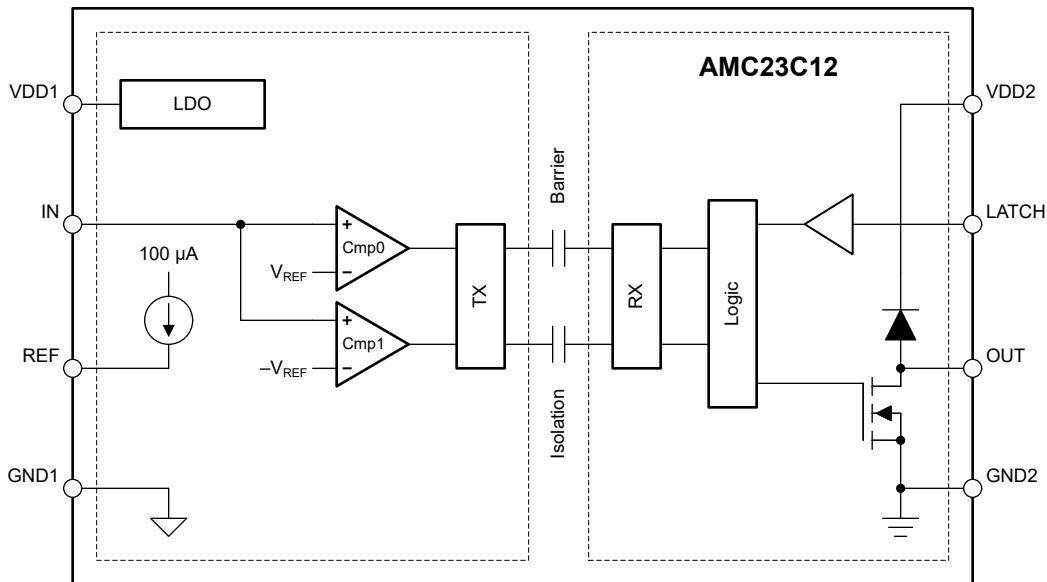 AMC23C12
VDD1
LDO
VDD2
IN
Barrier
LATCH
+
Cmp0
100 µA
VREF
−
TX
RX
Logic
+
Cmp1
REF
−VREF
−
OUT
Isolation
GND1
GND2